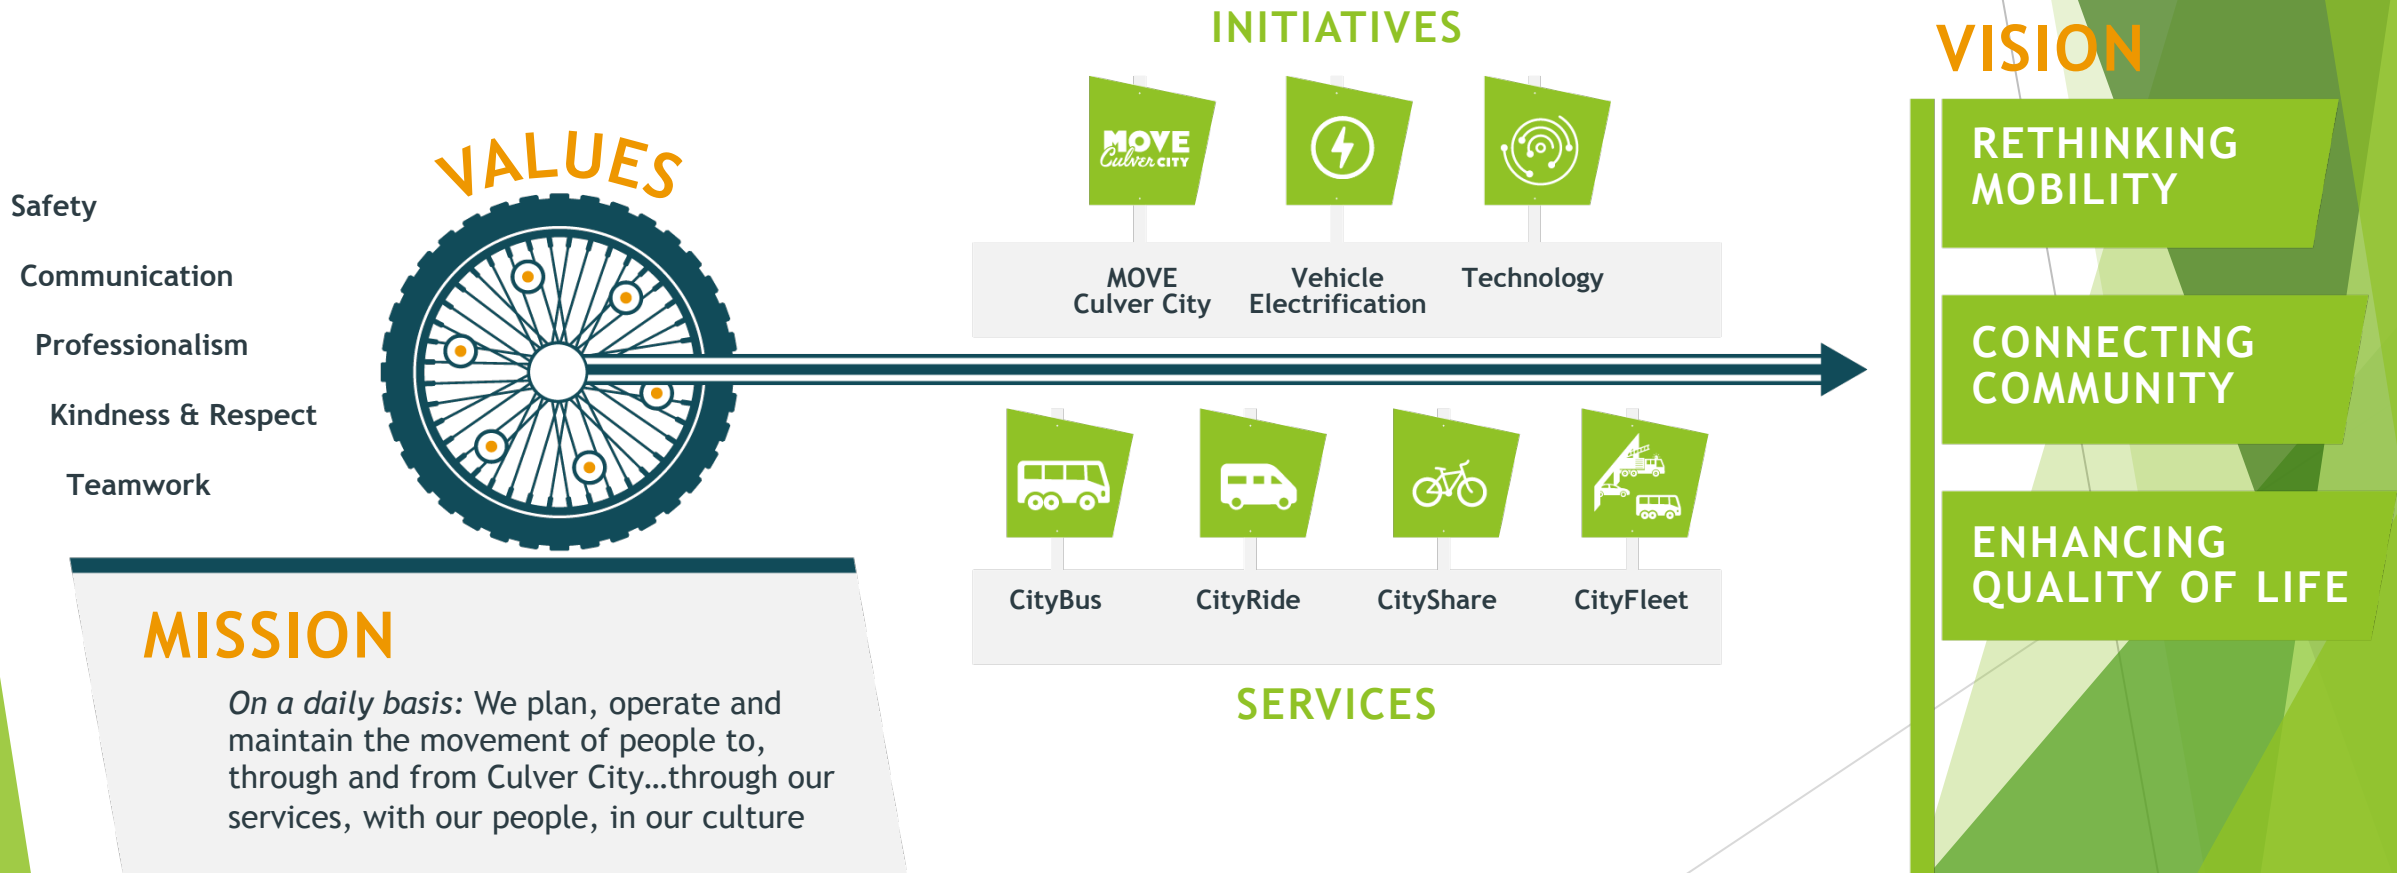 VALUES
Safety
Communication
Professionalism
Kindness & Respect
Teamwork
MISSION
On a daily basis: We plan, operate and
maintain the movement of people to,
through and from Culver City…through our
services, with our people, in our culture
INITIATIVES
MOVE
Culver CITY
MOVE
Culver City
Vehicle
Electrification
Technology
CityBus
CityRide
CityShare
CityFleet
SERVICES
VISION
RETHINKING
MOBILITY
CONNECTING
COMMUNITY
ENHANCING
QUALITY OF LIFE